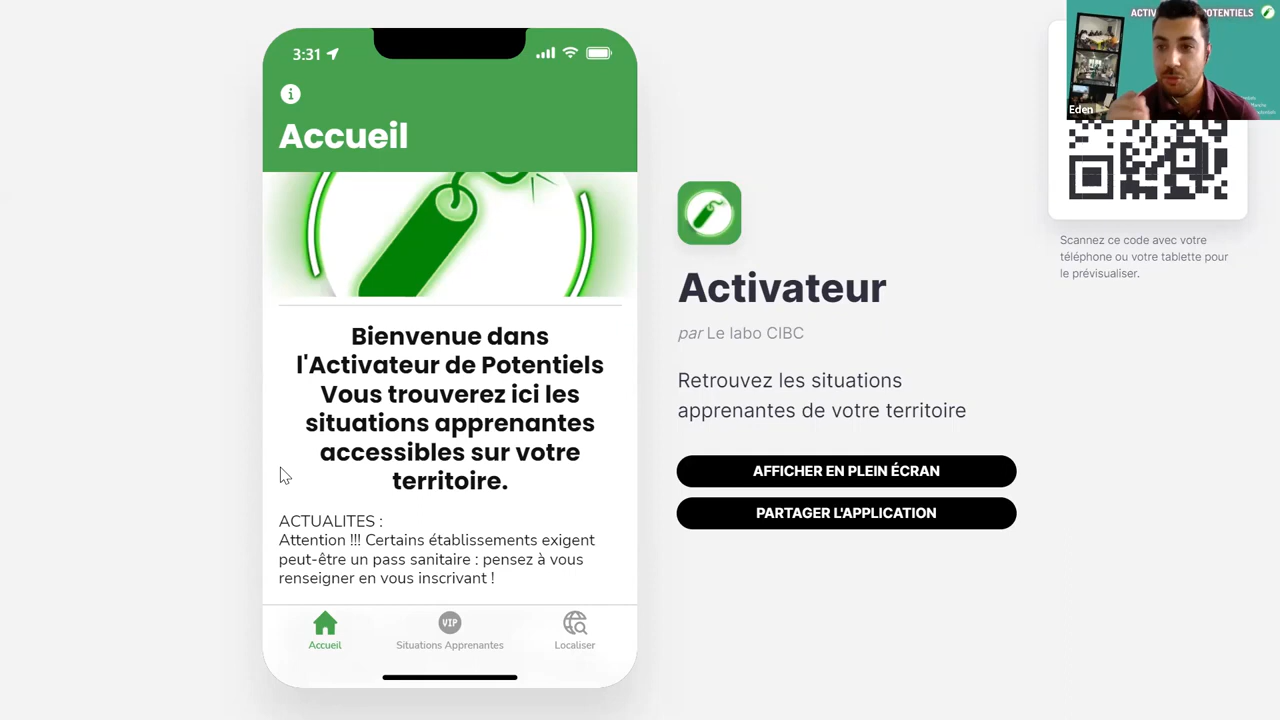 3:31
Accueil
Bienvenue dans
l'Activateur de Potentiels
Vous trouverez ici les
situations apprenantes
accessibles sur votre
territoire.
ACTUALITES :
Attention !!! Certains établissements exigent
peut-être un pass sanitaire : pensez à vous
renseigner en vous inscrivant !
VIP
Accueil
Situations Apprenantes
Localiser
Activateur
par Le labo CIBC
Retrouvez les situations
apprenantes de votre territoire
AFFICHER EN PLEIN ÉCRAN
PARTAGER L'APPLICATION
Eden
Scannez ce code avec votre
téléphone ou votre tablette pour
le prévisualiser.